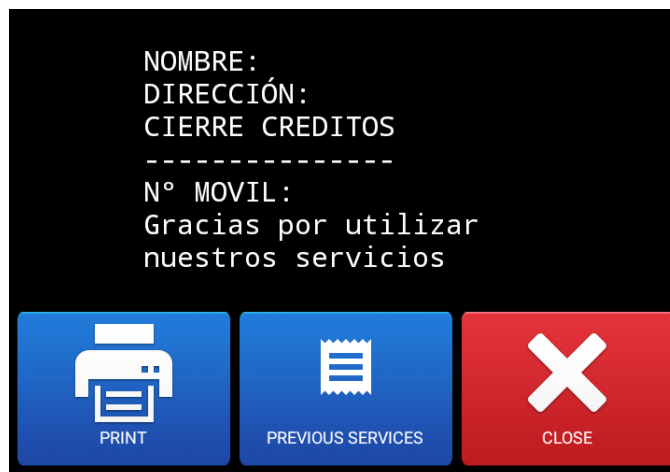 NOMBRE:
DIRECCIÓN:
CIERRE CREDITOS
---------------
N° MOVIL:
Gracias por utilizar
nuestros servicios
PRINT
PREVIOUS SERVICES
CLOSE